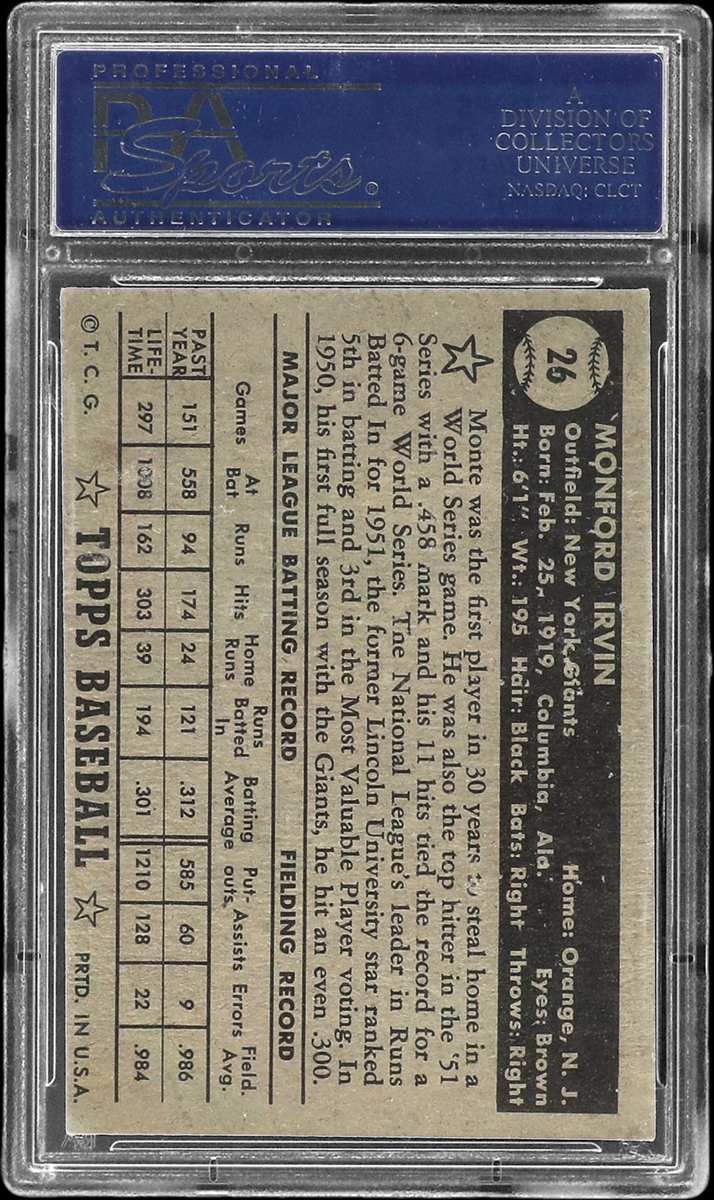 PROFESSIONAL
PSA
Sports®
AUTHENTICATOR
A
DIVISION OF
COLLECTORS
UNIVERSE
NASDAQ: CLCT
26
MONFORD IRVIN
Outfield: New York Giants Home: Orange, N. J.
Born: Feb. 25, 1919, Columbia, Ala. Eyes: Brown
Ht.: 6'1" Wt.: 195 Hair: Black Bats: Right Throws: Right
Monte was the first player in 30 years to steal home in a
World Series game. He was also the top hitter in the '51
Series with a .458 mark and his 11 hits tied the record for a
6-game World Series. The National League's leader in Runs
Batted In for 1951, the former Lincoln University star ranked
5th in batting and 3rd in the Most Valuable Player voting. In
1950, his first full season with the Giants, he hit an even .300.
MAJOR LEAGUE BATTING RECORD FIELDING RECORD
Games At Bat Runs Hits Home Runs Runs Batted In Batting Average Put-outs Assists Errors Field. Avg.
PAST YEAR 151 558 94 174 24 121 .312 585 60 9 .986
LIFE-TIME 297 1008 162 303 39 194 .301 1210 128 22 .984
© T. C. G. ☆ TOPPS BASEBALL ☆ PRTD. IN U.S.A.